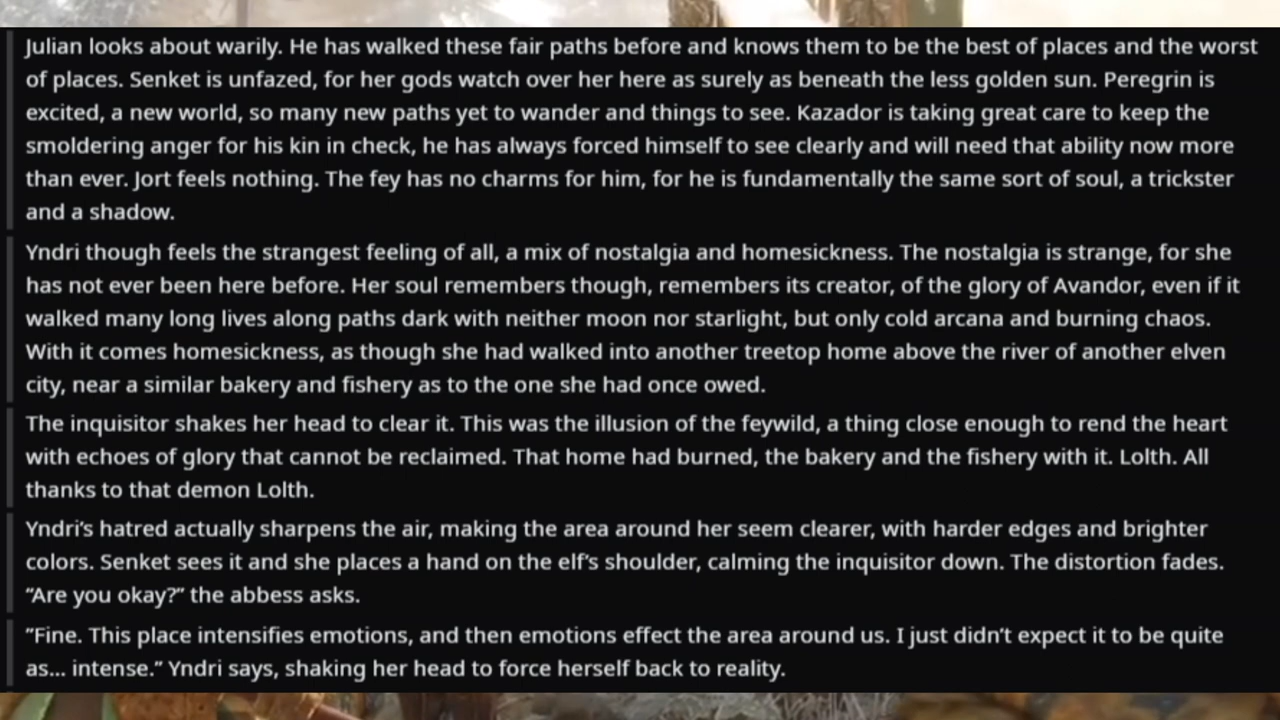 Julian looks about warily. He has walked these fair paths before and knows them to be the best of places and the worst
of places. Senket is unfazed, for her gods watch over her here as surely as beneath the less golden sun. Peregrin is
excited, a new world, so many new paths yet to wander and things to see. Kazador is taking great care to keep the
smoldering anger for his kin in check, he has always forced himself to see clearly and will need that ability now more
than ever. Jort feels nothing. The fey has no charms for him, for he is fundamentally the same sort of soul, a trickster
and a shadow.
Yndri though feels the strangest feeling of all, a mix of nostalgia and homesickness. The nostalgia is strange, for she
has not ever been here before. Her soul remembers though, remembers its creator, of the glory of Avandor, even if it
walked many long lives along paths dark with neither moon nor starlight, but only cold arcana and burning chaos.
With it comes homesickness, as though she had walked into another treetop home above the river of another elven
city, near a similar bakery and fishery as to the one she had once owed.
The inquisitor shakes her head to clear it. This was the illusion of the feywild, a thing close enough to rend the heart
with echoes of glory that cannot be reclaimed. That home had burned, the bakery and the fishery with it. Lolth. All
thanks to that demon Lolth.
Yndri’s hatred actually sharpens the air, making the area around her seem clearer, with harder edges and brighter
colors. Senket sees it and she places a hand on the elf’s shoulder, calming the inquisitor down. The distortion fades.
“Are you okay?” the abbess asks.
“Fine. This place intensifies emotions, and then emotions effect the area around us. I just didn’t expect it to be quite
as... intense.” Yndri says, shaking her head to force herself back to reality.